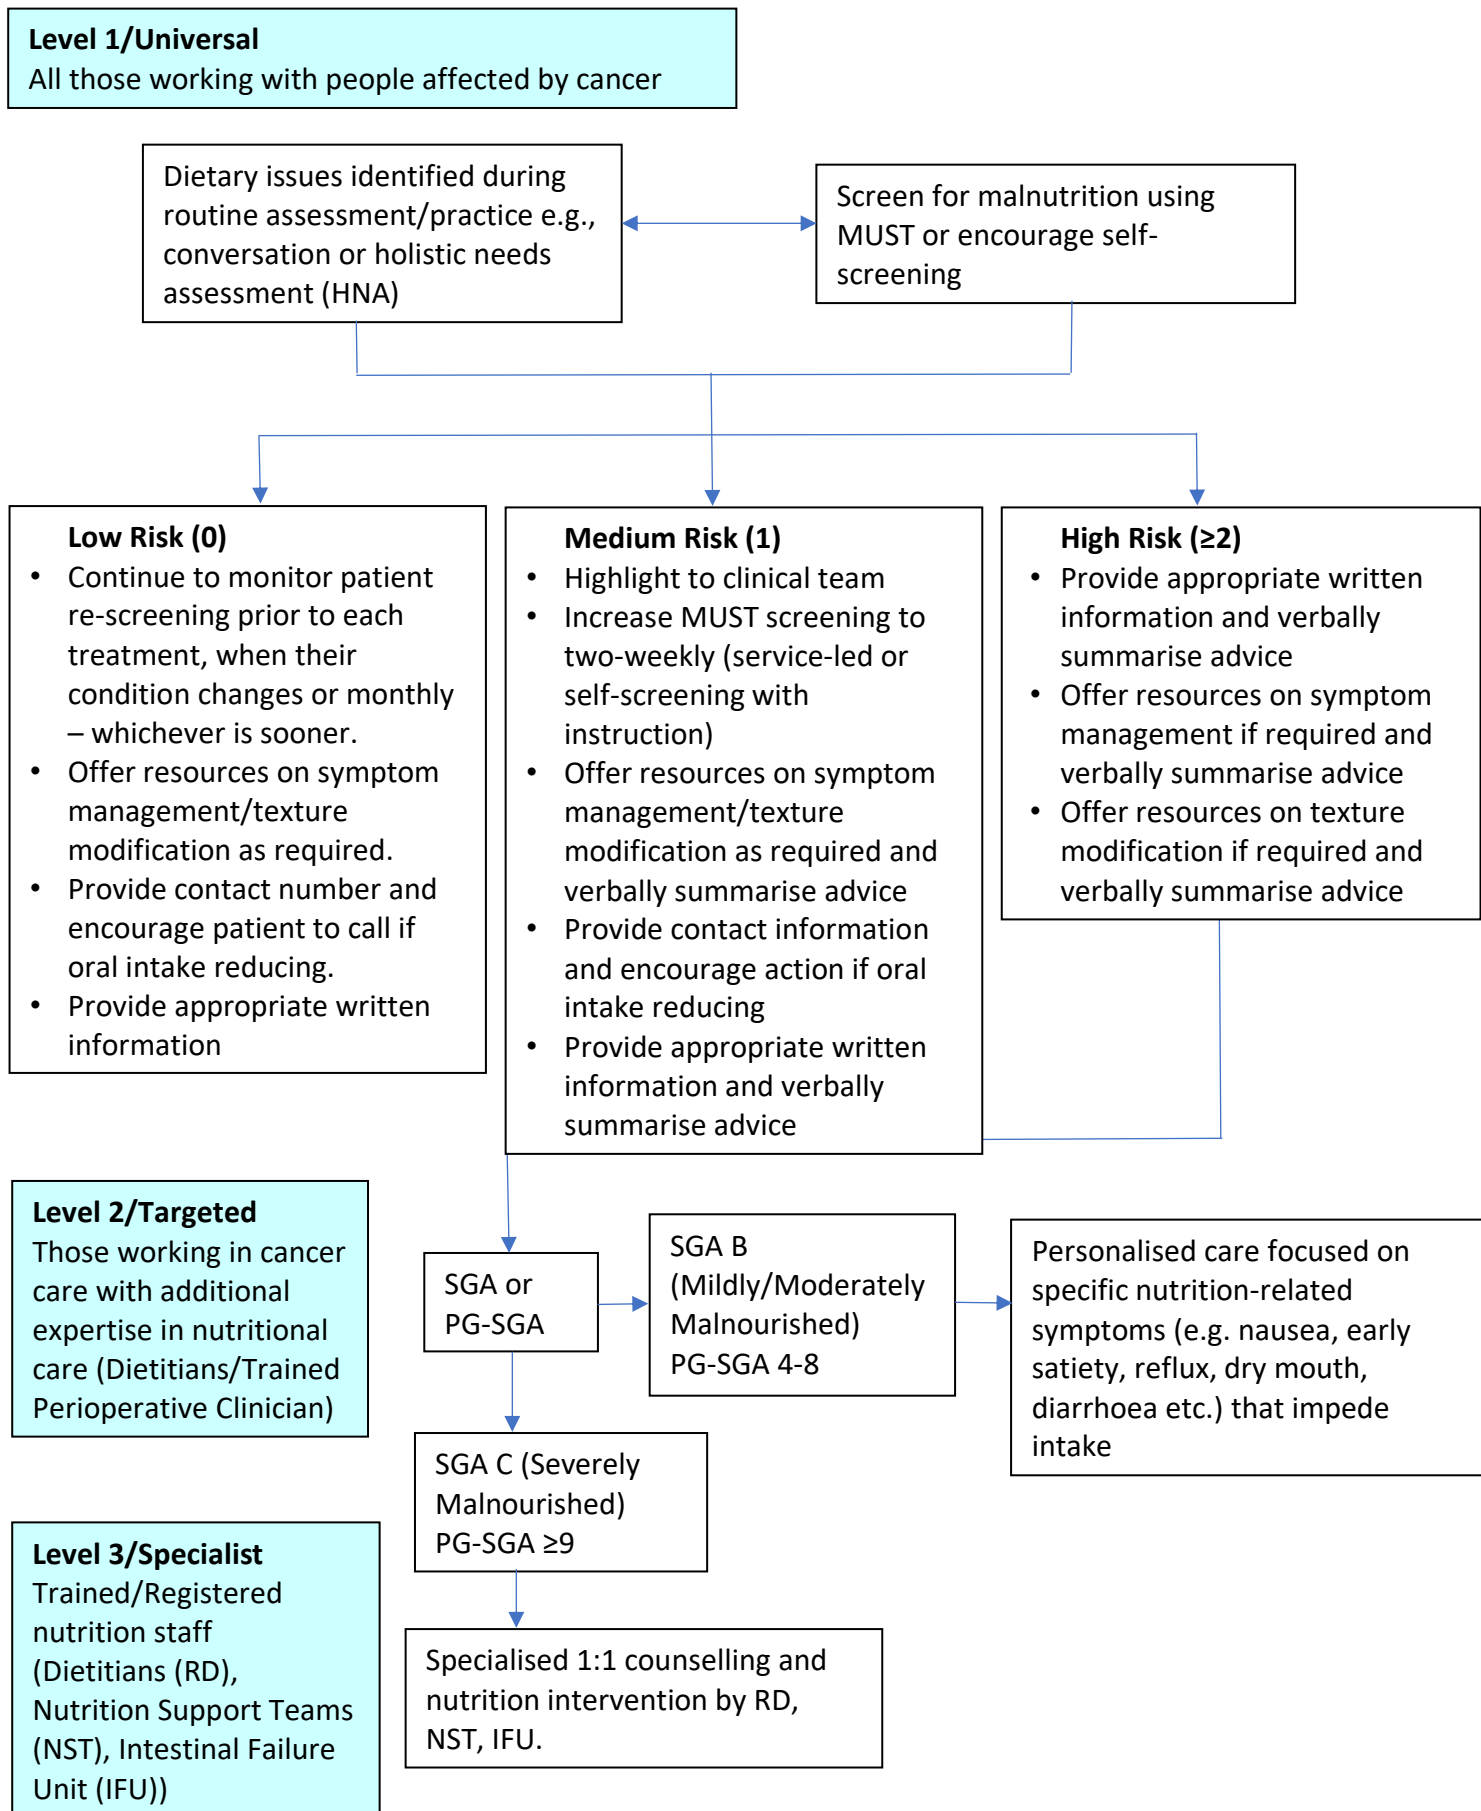 Level 1/Universal
All those working with people affected by cancer
Dietary issues identified during
routine assessment/practice e.g.,
conversation or holistic needs
assessment (HNA)
Screen for malnutrition using
MUST or encourage self-
screening
Low Risk (0)
• Continue to monitor patient
re-screening prior to each
treatment, when their
condition changes or monthly
– whichever is sooner.
• Offer resources on symptom
management/texture
modification as required.
• Provide contact number and
encourage patient to call if
oral intake reducing.
• Provide appropriate written
information
Medium Risk (1)
• Highlight to clinical team
• Increase MUST screening to
two-weekly (service-led or
self-screening with
instruction)
• Offer resources on symptom
management/texture
modification as required and
verbally summarise advice
• Provide contact information
and encourage action if oral
intake reducing
• Provide appropriate written
information and verbally
summarise advice
High Risk (≥2)
• Provide appropriate written
information and verbally
summarise advice
• Offer resources on symptom
management if required and
verbally summarise advice
• Offer resources on texture
modification if required and
verbally summarise advice
Level 2/Targeted
Those working in cancer
care with additional
expertise in nutritional
care (Dietitians/Trained
Perioperative Clinician)
SGA or
PG-SGA
SGA B
(Mildly/Moderately
Malnourished)
PG-SGA 4-8
Personalised care focused on
specific nutrition-related
symptoms (e.g. nausea, early
satiety, reflux, dry mouth,
diarrhoea etc.) that impede
intake
SGA C (Severely
Malnourished)
PG-SGA ≥9
Level 3/Specialist
Trained/Registered
nutrition staff
(Dietitians (RD),
Nutrition Support Teams
(NST), Intestinal Failure
Unit (IFU))
Specialised 1:1 counselling and
nutrition intervention by RD,
NST, IFU.